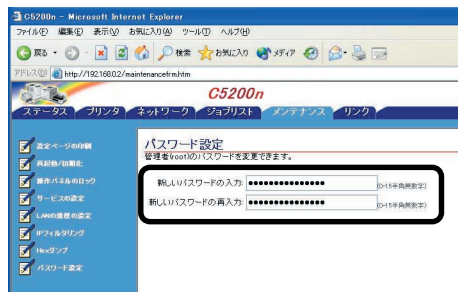 C5200n - Microsoft Internet Explorer
ファイル(F) 編集(E) 表示(V) お気に入り(A) ツール(T) ヘルプ(H)
戻る 検索 お気に入り メディア
アドレス(D) http://192.168.0.2/maintenancefrm.htm
C5200n
ステータス プリンタ ネットワーク ジョブリスト メンテナンス リンク
設定ページの印刷
再起動/初期化
操作パネルのロック
サービスの設定
LANの速度の設定
IPフィルタリング
Hexダンプ
パスワード設定
パスワード設定
管理者(root)のパスワードを変更できます。
新しいパスワードの入力: ●●●●●●●●●●●●●●● (0-15半角英数字)
新しいパスワードの再入力: ●●●●●●●●●●●●●●● (0-15半角英数字)